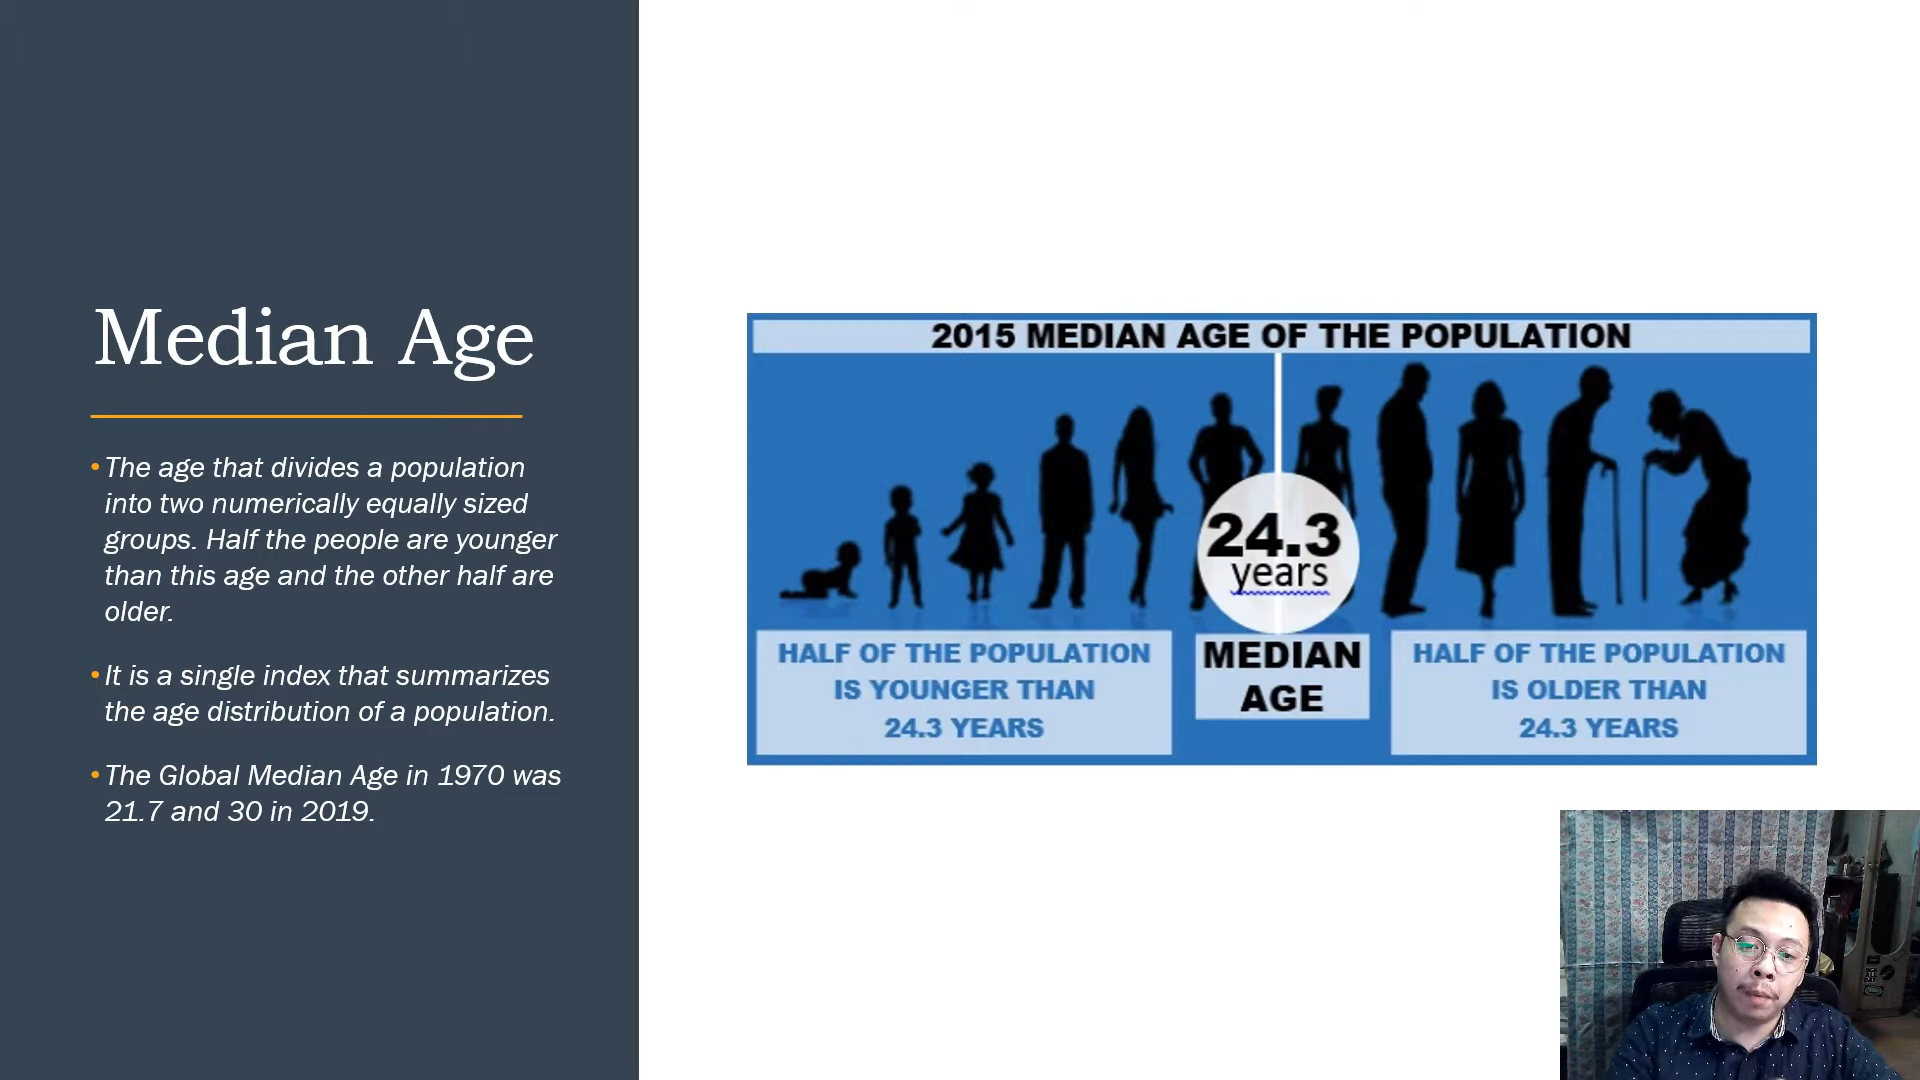 Median Age
•The age that divides a population
into two numerically equally sized
groups. Half the people are younger
than this age and the other half are
older.
•It is a single index that summarizes
the age distribution of a population.
•The Global Median Age in 1970 was
21.7 and 30 in 2019.
2015 MEDIAN AGE OF THE POPULATION
24.3
years
HALF OF THE POPULATION
IS YOUNGER THAN
24.3 YEARS
MEDIAN
AGE
HALF OF THE POPULATION
IS OLDER THAN
24.3 YEARS